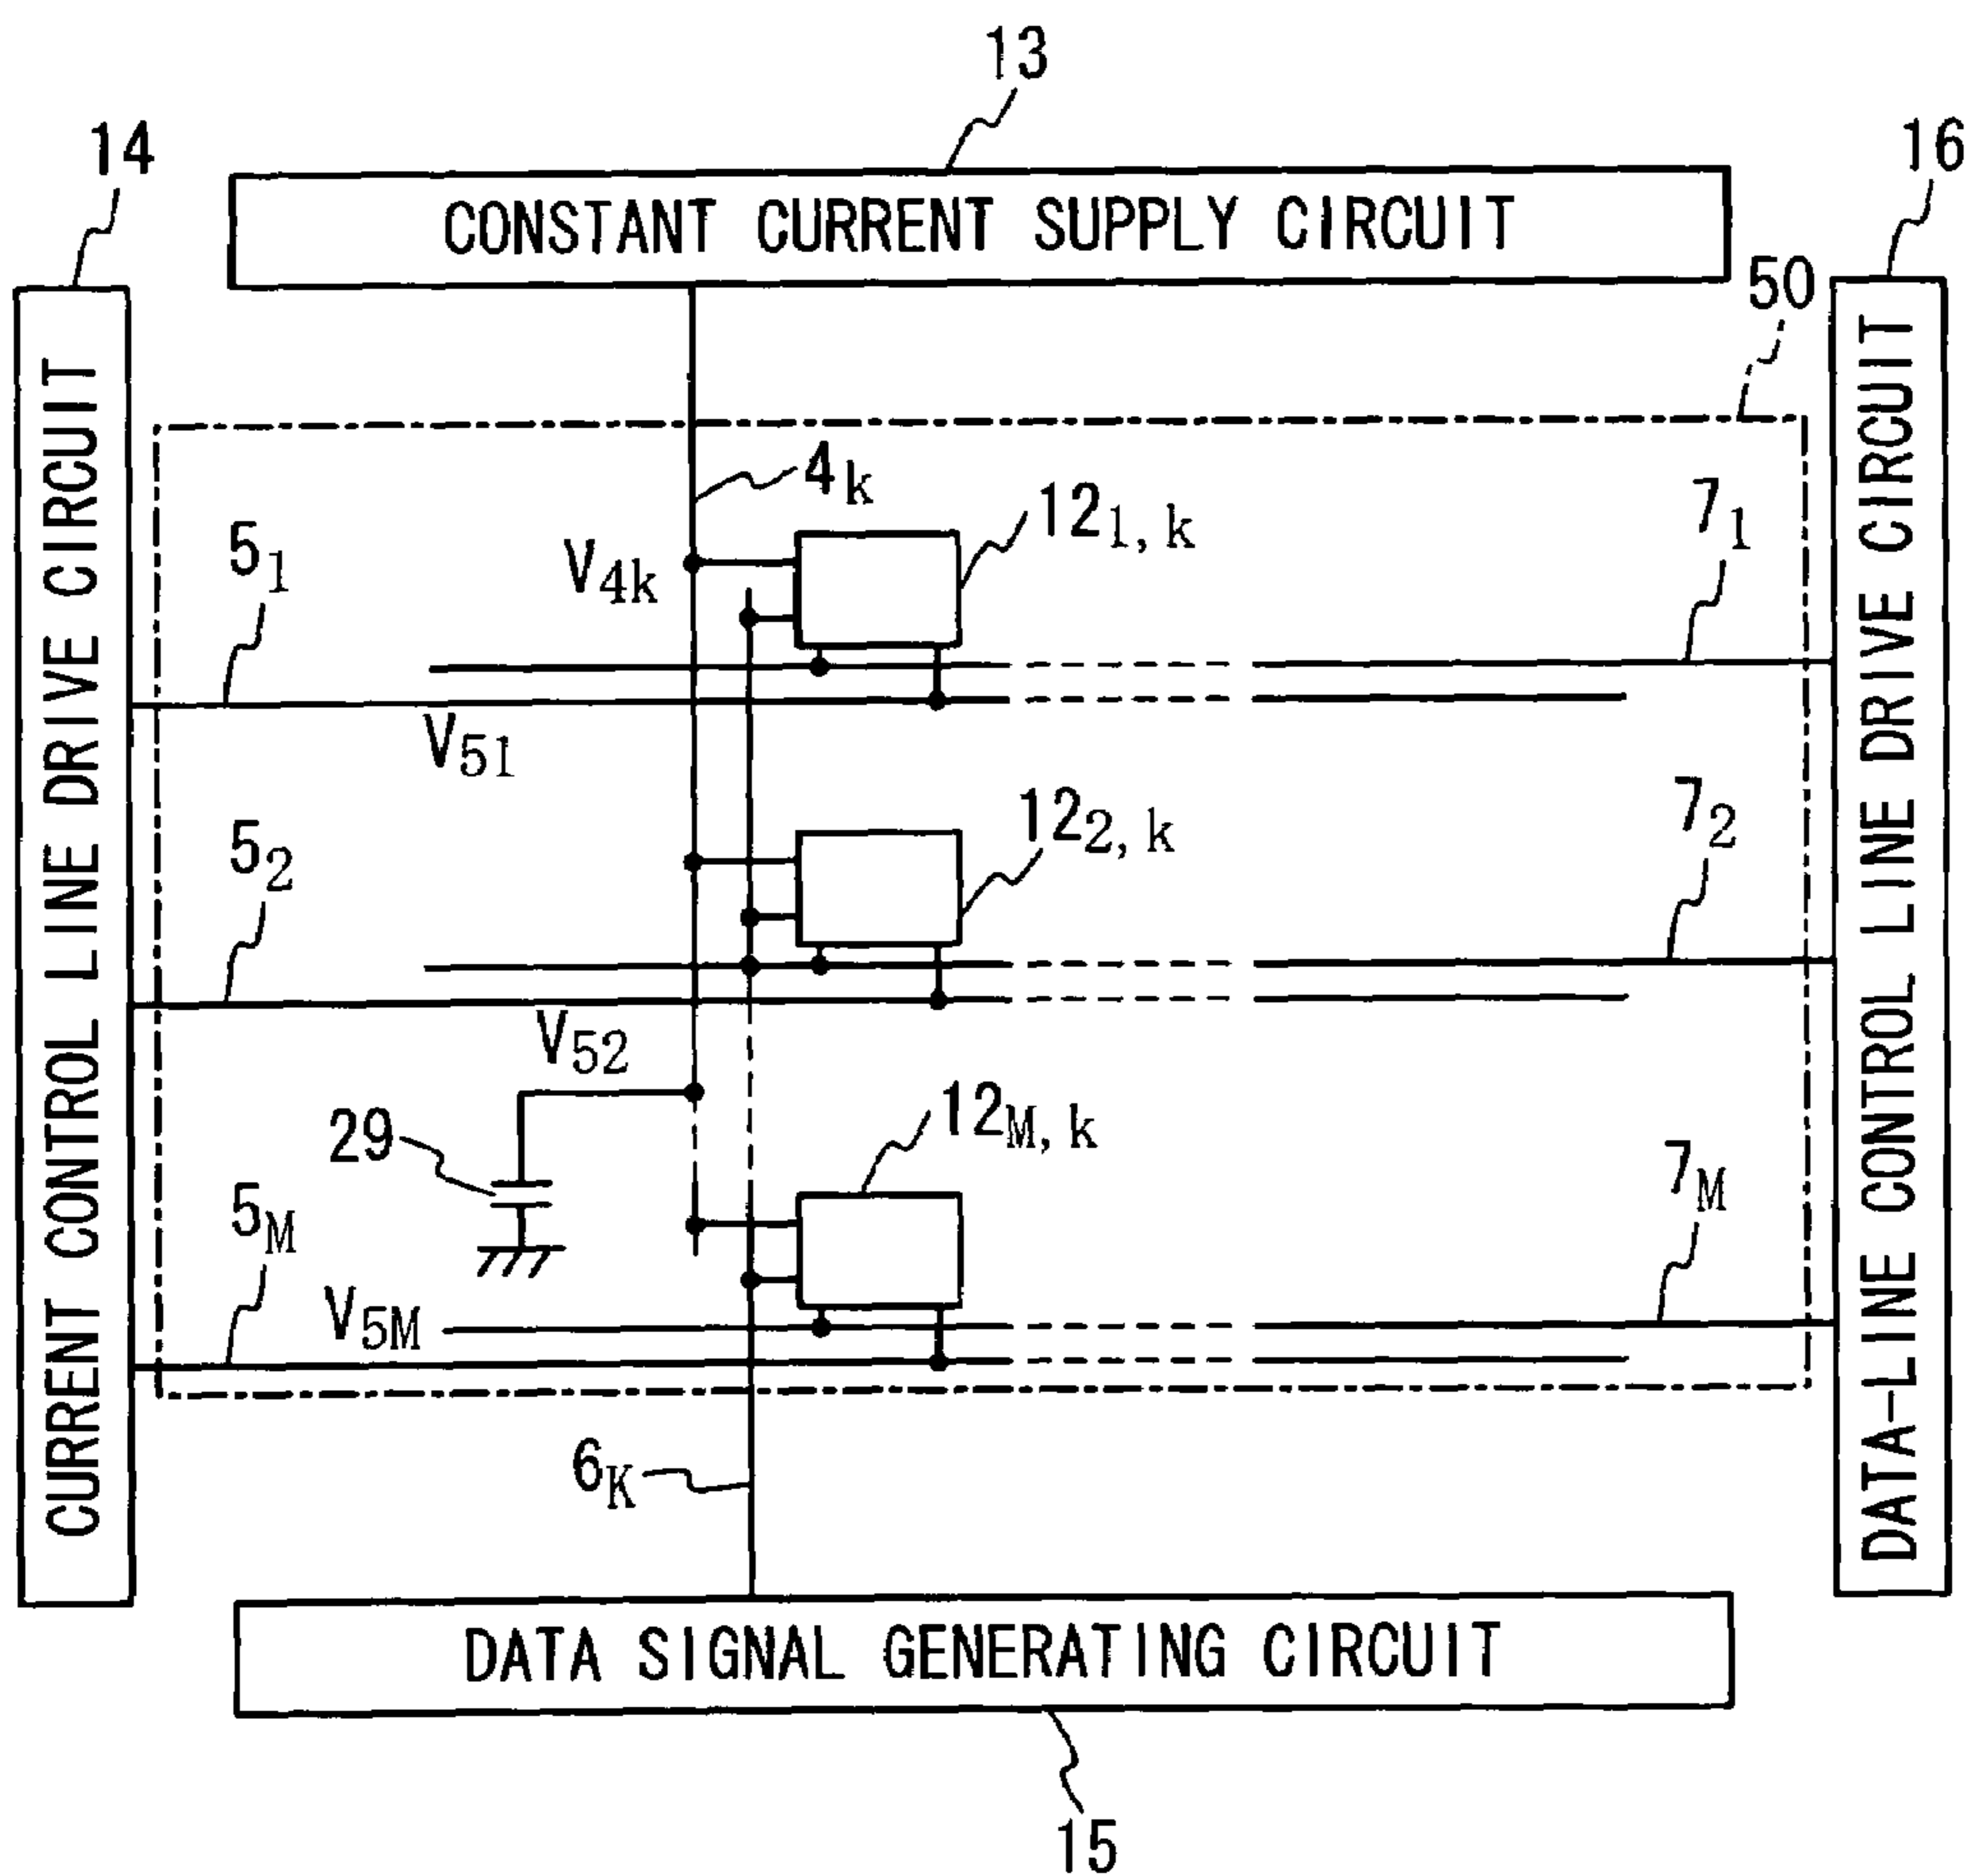 13
14
16
CONSTANT CURRENT SUPPLY CIRCUIT
50
CURRENT CONTROL LINE DRIVE CIRCUIT
DATA-LINE CONTROL LINE DRIVE CIRCUIT
4k
121, k
71
51
V4k
V51
122, k
72
52
V52
12M, k
29
7M
5M
V5M
6K
DATA SIGNAL GENERATING CIRCUIT
15